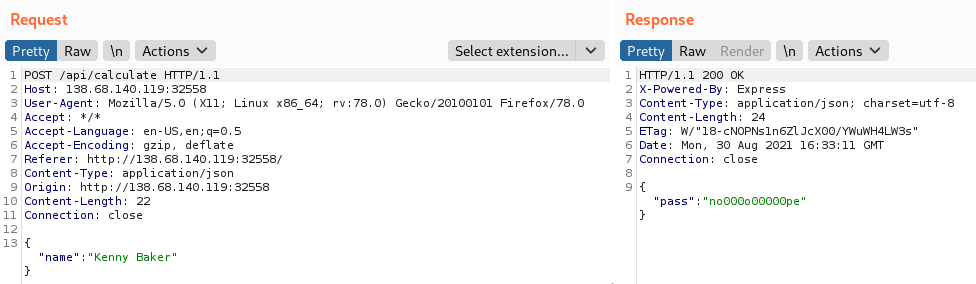 Request
Pretty Raw \n Actions Select extension...
1 POST /api/calculate HTTP/1.1
2 Host: 138.68.140.119:32558
3 User-Agent: Mozilla/5.0 (X11; Linux x86_64; rv:78.0) Gecko/20100101 Firefox/78.0
4 Accept: */*
5 Accept-Language: en-US,en;q=0.5
6 Accept-Encoding: gzip, deflate
7 Referer: http://138.68.140.119:32558/
8 Content-Type: application/json
9 Origin: http://138.68.140.119:32558
10 Content-Length: 22
11 Connection: close
12
13 {
"name":"Kenny Baker"
}
Response
Pretty Raw Render \n Actions
1 HTTP/1.1 200 OK
2 X-Powered-By: Express
3 Content-Type: application/json; charset=utf-8
4 Content-Length: 24
5 ETag: W/"18-cNOPNs1n6ZlJcX00/YWuWH4LW3s"
6 Date: Mon, 30 Aug 2021 16:33:11 GMT
7 Connection: close
8
9 {
"pass":"no000o00000pe"
}